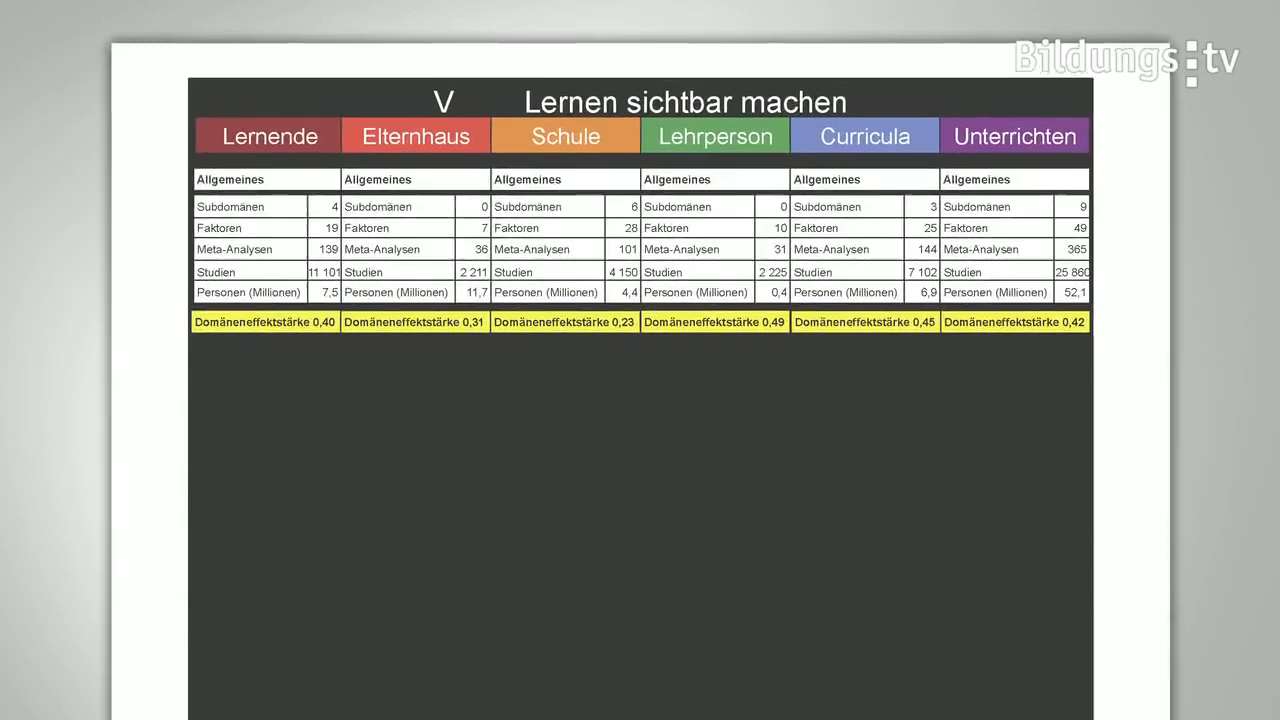 Bildungs:tv
V Lernen sichtbar machen
Lernende Elternhaus Schule Lehrperson Curricula Unterrichten
Allgemeines Allgemeines Allgemeines Allgemeines Allgemeines Allgemeines
Subdomänen 4 Subdomänen 0 Subdomänen 6 Subdomänen 0 Subdomänen 3 Subdomänen 9
Faktoren 19 Faktoren 7 Faktoren 28 Faktoren 10 Faktoren 25 Faktoren 49
Meta-Analysen 139 Meta-Analysen 36 Meta-Analysen 101 Meta-Analysen 31 Meta-Analysen 144 Meta-Analysen 365
Studien 11 101 Studien 2 211 Studien 4 150 Studien 2 225 Studien 7 102 Studien 25 860
Personen (Millionen) 7,5 Personen (Millionen) 11,7 Personen (Millionen) 4,4 Personen (Millionen) 0,4 Personen (Millionen) 6,9 Personen (Millionen) 52,1
Domäneneffektstärke 0,40 Domäneneffektstärke 0,31 Domäneneffektstärke 0,23 Domäneneffektstärke 0,49 Domäneneffektstärke 0,45 Domäneneffektstärke 0,42